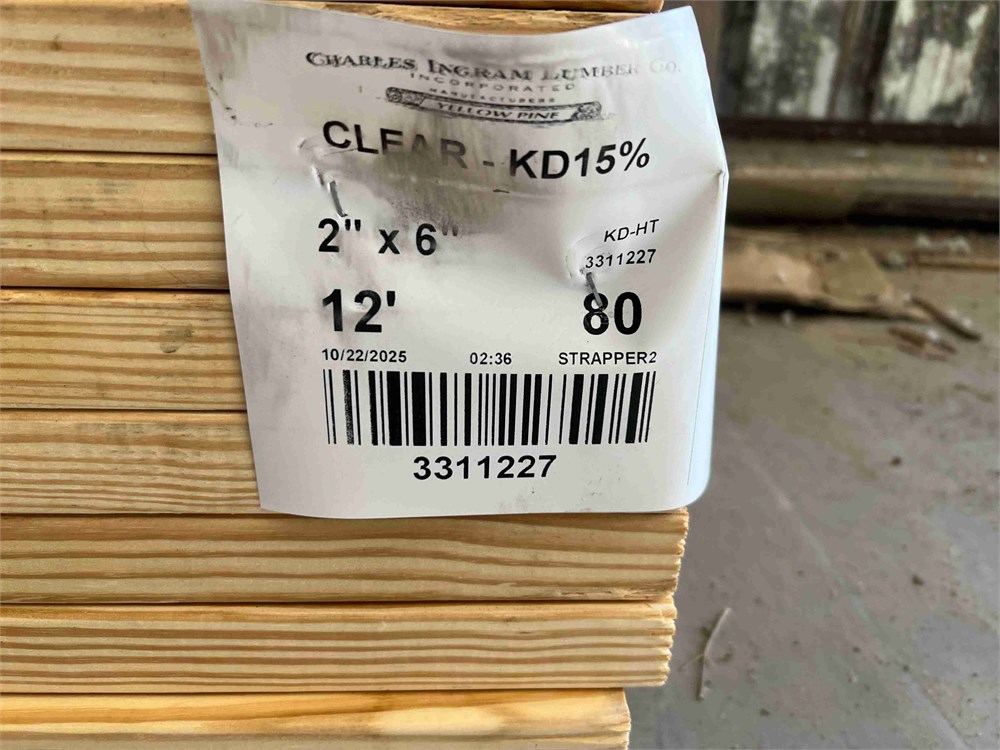 CHARLES INGRAM LUMBER CO.
INCORPORATED
MANUFACTURERS
YELLOW PINE
CLEAR - KD15%
2" x 6"
KD-HT
3311227
12'
80
10/22/2025 02:36 STRAPPER2
3311227